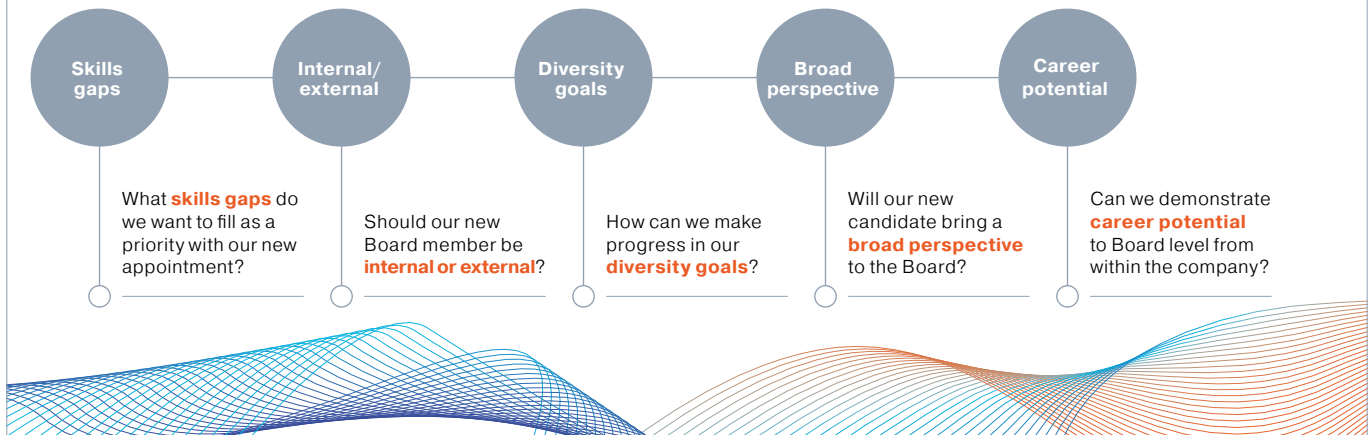 Skills
gaps
Internal/
external
Diversity
goals
Broad
perspective
Career
potential
What skills gaps do
we want to fill as a
priority with our new
appointment?
Should our new
Board member be
internal or external?
How can we make
progress in our
diversity goals?
Will our new
candidate bring a
broad perspective
to the Board?
Can we demonstrate
career potential
to Board level from
within the company?